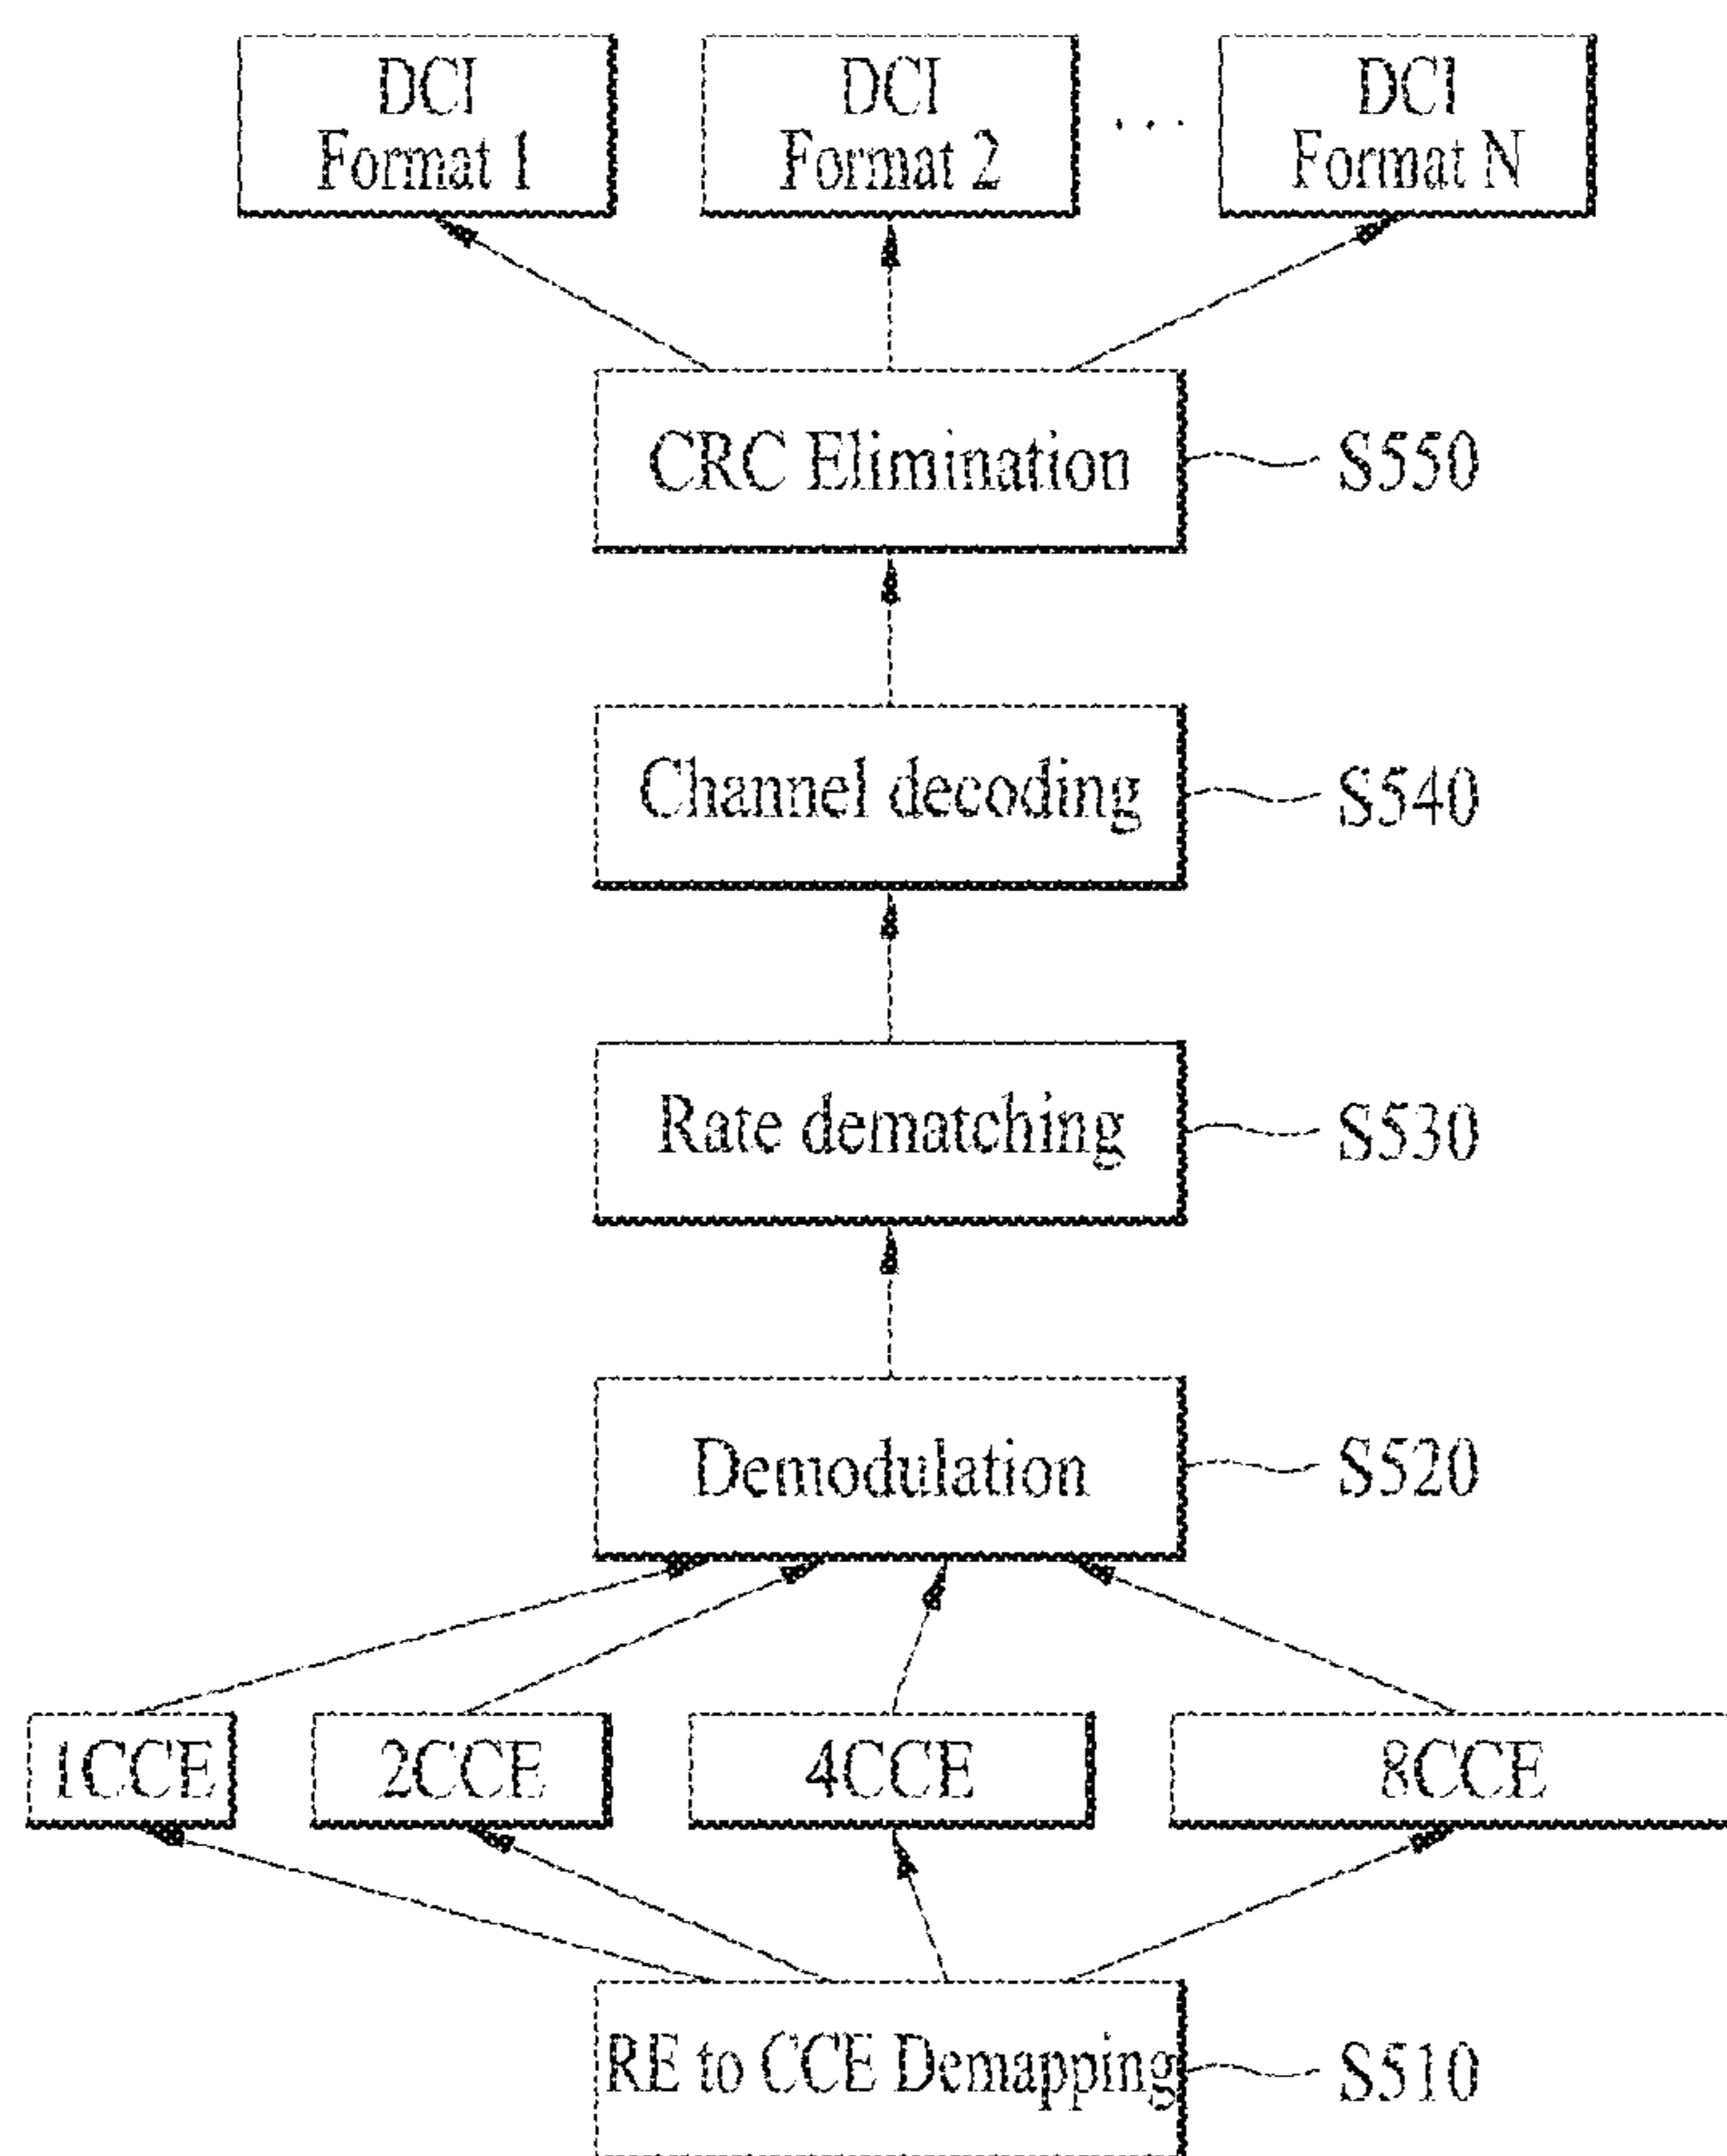 DCI
Format 1
DCI
Format 2
...
DCI
Format N
CRC Elimination
S550
Channel decoding
S540
Rate dematching
S530
Demodulation
S520
1CCE
2CCE
4CCE
8CCE
RE to CCE Demapping
S510